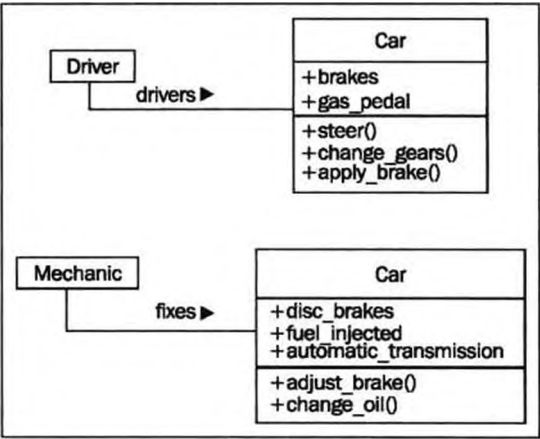 Driver
drivers ▶
Car
+brakes
+gas_pedal
+steer()
+change_gears()
+apply_brake()
Mechanic
fixes ▶
Car
+disc_brakes
+fuel_injected
+automatic_transmission
+adjust_brake()
+change_oil()